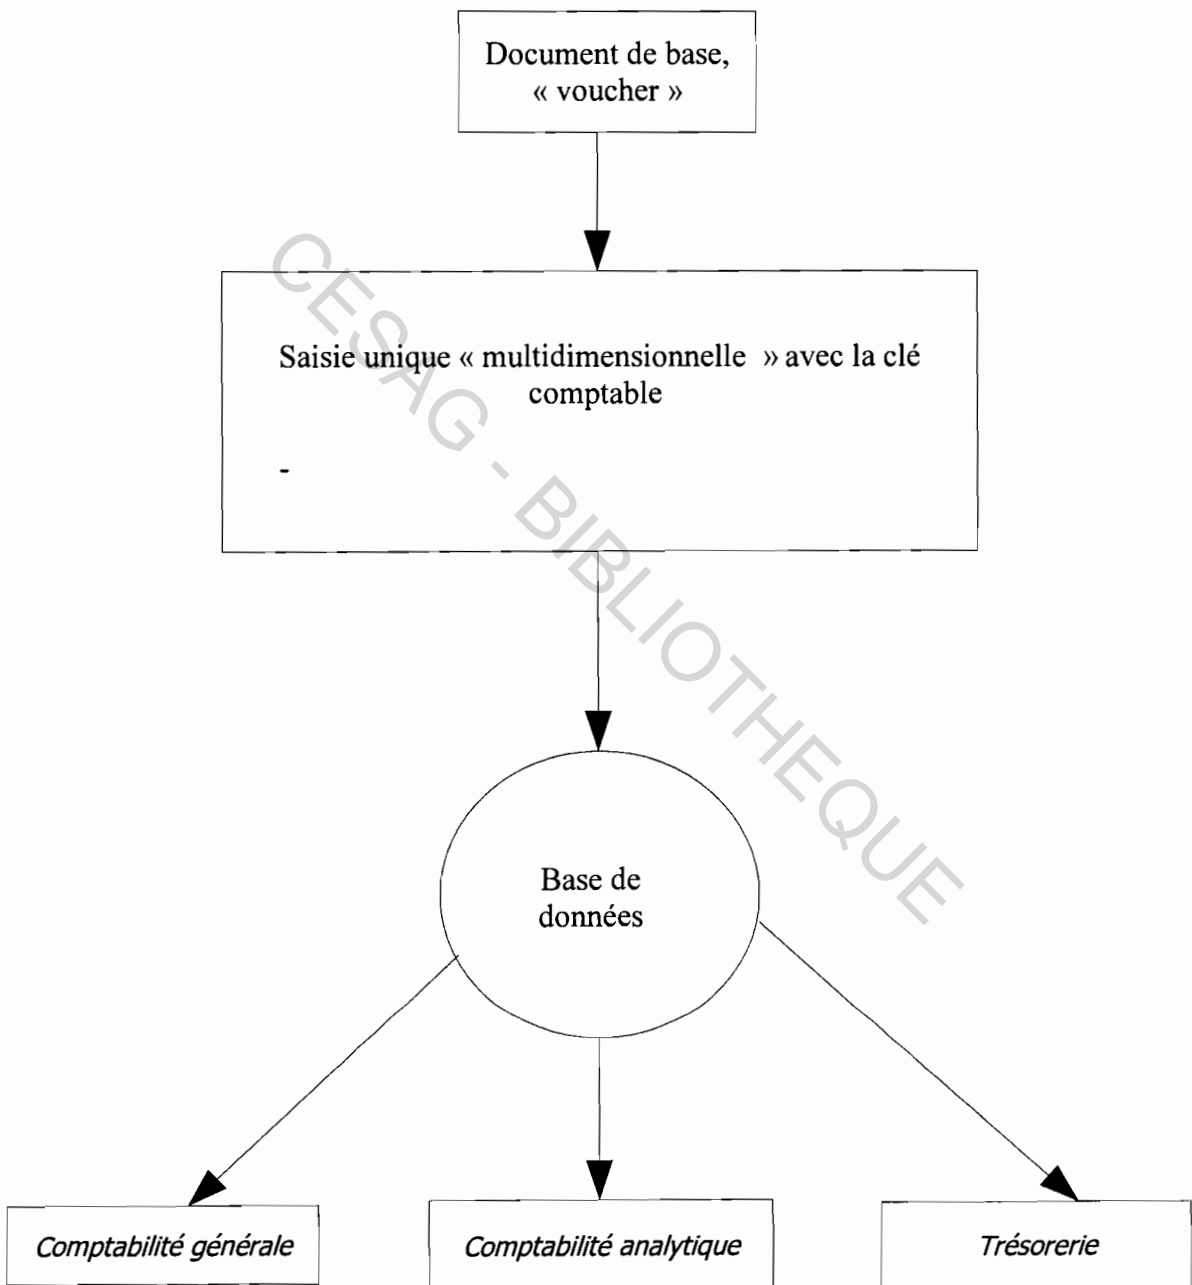 Document de base,
« voucher »
Saisie unique « multidimensionnelle » avec la clé
comptable
-
CESAG - BIBLIOTHEQUE
Base de
données
Comptabilité générale
Comptabilité analytique
Trésorerie